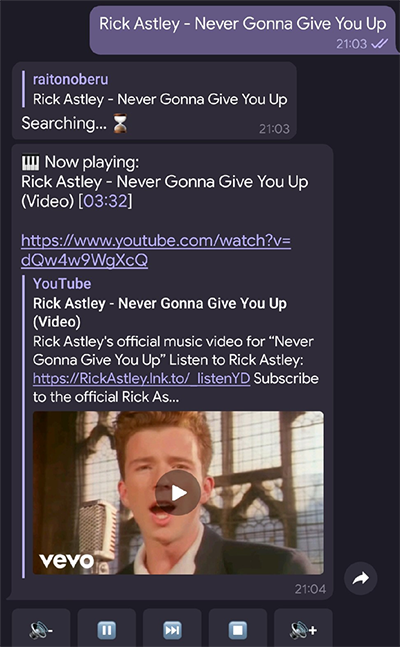 Rick Astley - Never Gonna Give You Up
21:03
raitonoberu
Rick Astley - Never Gonna Give You Up
Searching... ⏳
21:03
🎹 Now playing:
Rick Astley - Never Gonna Give You Up
(Video) [03:32]
https://www.youtube.com/watch?v=
dQw4w9WgXcQ
YouTube
Rick Astley - Never Gonna Give You Up
(Video)
Rick Astley's official music video for “Never
Gonna Give You Up” Listen to Rick Astley:
https://RickAstley.lnk.to/_listenYD Subscribe
to the official Rick As...
vevo
21:04
🔊- ⏸ ⏭ ⏹ 🔊+